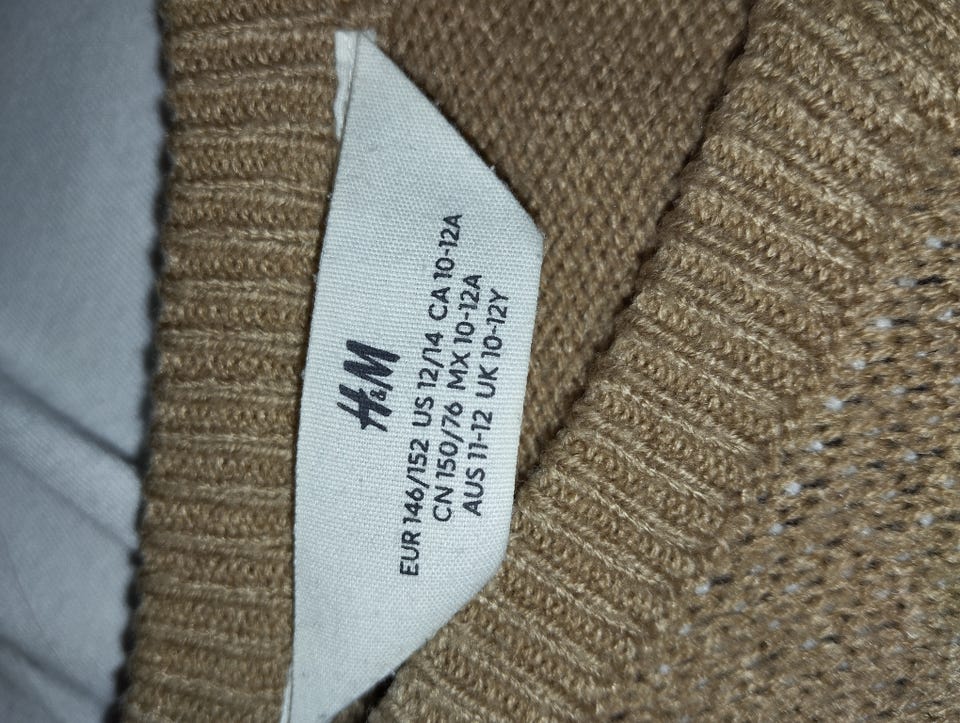 H&M
EUR 146/152 US 12/14 CA 10-12A
CN 150/76 MX 10-12A
AUS 11-12 UK 10-12Y